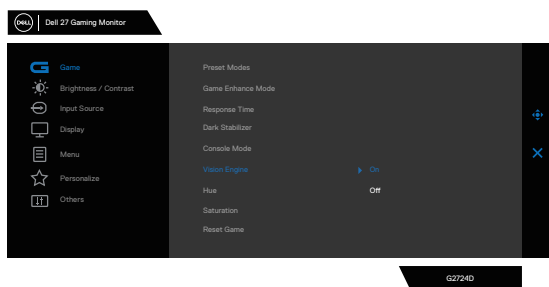 DELL
Dell 27 Gaming Monitor
Game
Brightness / Contrast
Input Source
Display
Menu
Personalize
Others
Preset Modes
Game Enhance Mode
Response Time
Dark Stabilizer
Console Mode
Vision Engine
On
Hue
Off
Saturation
Reset Game
G2724D